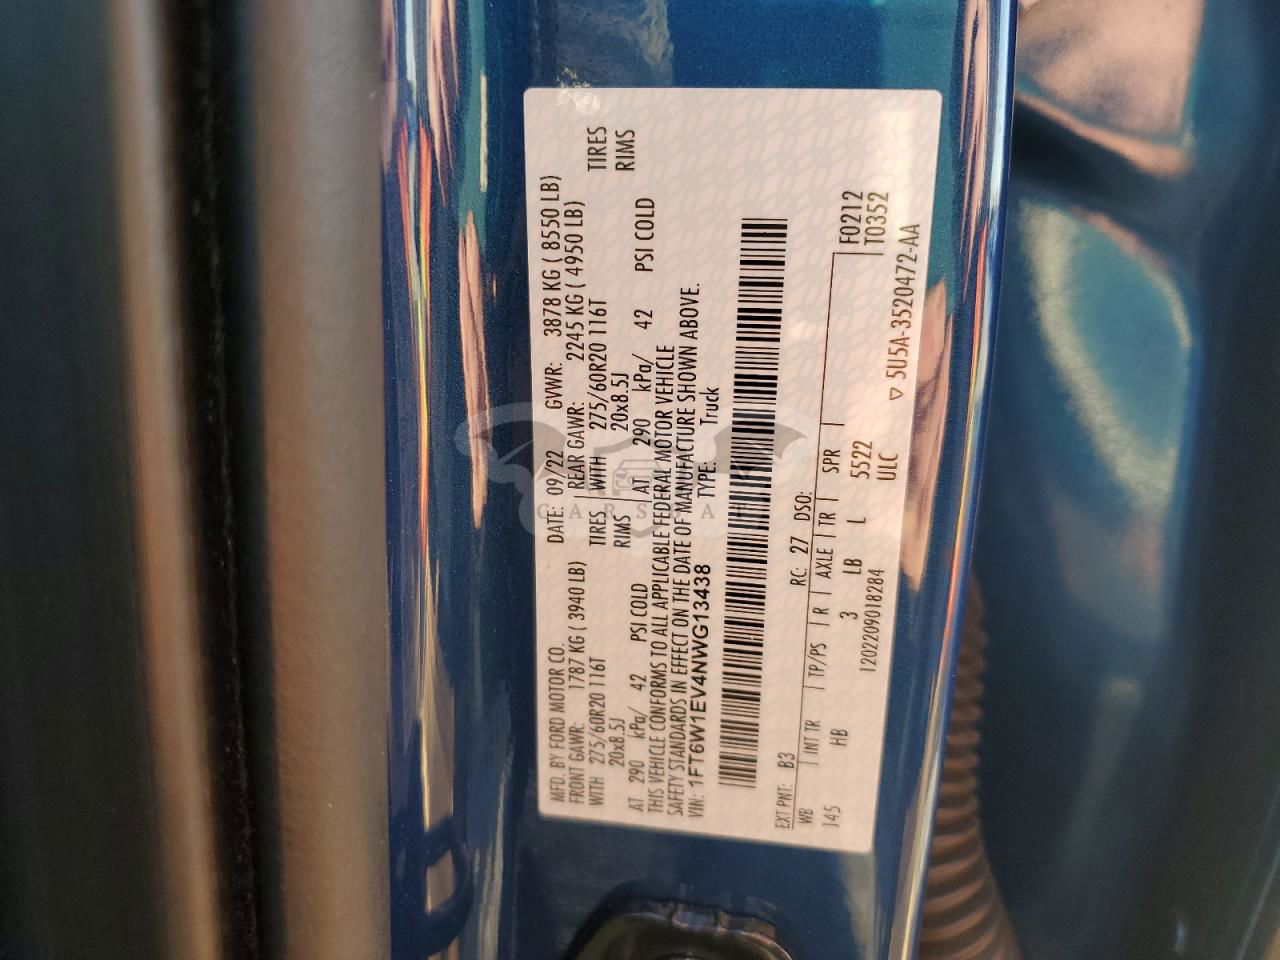 MFD. BY FORD MOTOR CO. DATE: 09/22 GVWR: 3878 KG ( 8550 LB)
FRONT GAWR: 1787 KG ( 3940 LB) REAR GAWR: 2245 KG ( 4950 LB)
WITH 275/60R20 116T TIRES WITH 275/60R20 116T TIRES
20x8.5J RIMS 20x8.5J RIMS
AT 290 kPa/ 42 PSI COLD AT 290 kPa/ 42 PSI COLD
THIS VEHICLE CONFORMS TO ALL APPLICABLE FEDERAL MOTOR VEHICLE
SAFETY STANDARDS IN EFFECT ON THE DATE OF MANUFACTURE SHOWN ABOVE.
VIN: 1FT6W1EV4NWG13438 TYPE: Truck
EXT PNT: B3 RC: 27 DSO:
WB INT TR TP/PS R AXLE TR SPR F0212
145 HB 3 LB L 5522 T0352
120220901828​4 ULC
▽ 5U5A-3520472-AA